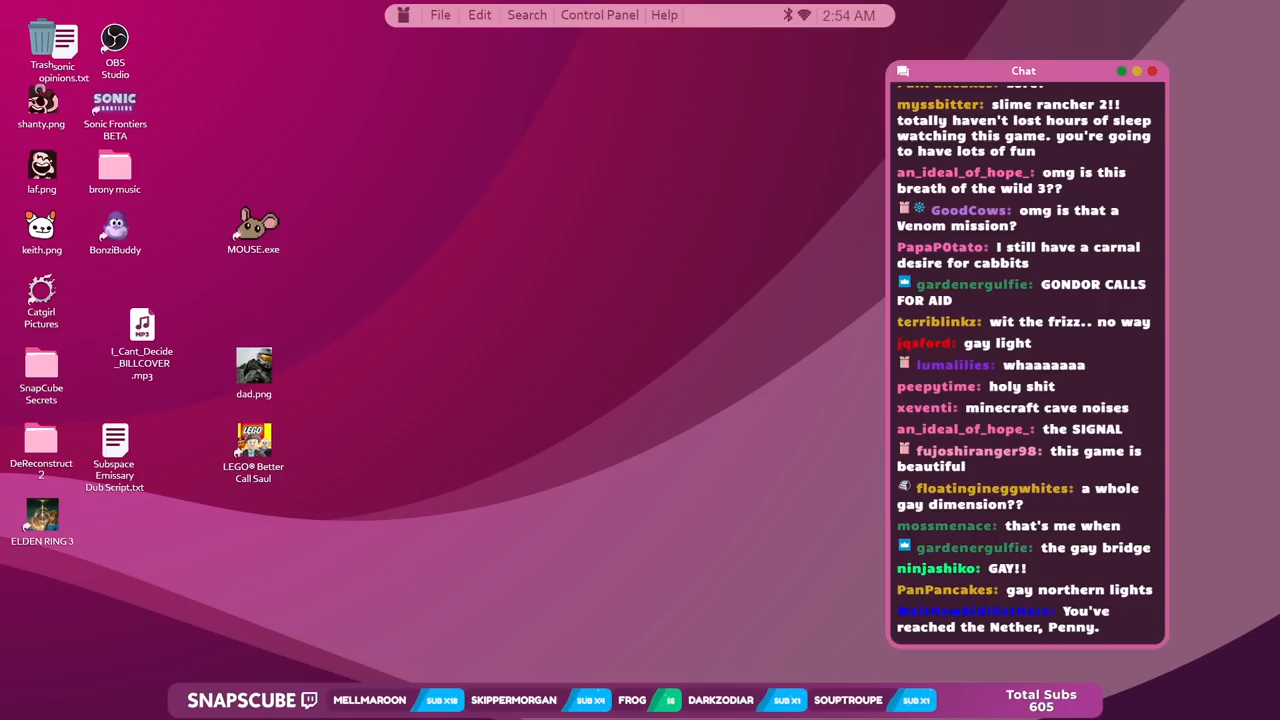 File Edit Search Control Panel Help 2:54 AM
Trash
sonic
opinions.txt
OBS
Studio
shanty.png
SONIC
FRONTIERS
Sonic Frontiers
BETA
laf.png
brony music
keith.png
BonziBuddy
MOUSE.exe
Catgirl
Pictures
MP3
I_Cant_Decide
_BILLCOVER
.mp3
dad.png
SnapCube
Secrets
DeReconstruct
2
Subspace
Emissary
Dub Script.txt
LEGO
LEGO® Better
Call Saul
ELDEN RING 3
Chat
myssbitter: slime rancher 2!!
totally haven't lost hours of sleep
watching this game. you're going
to have lots of fun
an_ideal_of_hope_: omg is this
breath of the wild 3??
GoodCows: omg is that a
Venom mission?
PapaP0tato: I still have a carnal
desire for cabbits
gardenergulfie: GONDOR CALLS
FOR AID
terriblinkz: wit the frizz.. no way
jqsford: gay light
lumalilies: whaaaaaaa
peepytime: holy shit
xeventi: minecraft cave noises
an_ideal_of_hope_: the SIGNAL
fujoshiranger98: this game is
beautiful
floatingineggwhites: a whole
gay dimension??
mossmenace: that's me when
gardenergulfie: the gay bridge
ninjashiko: GAY!!
PanPancakes: gay northern lights
You've
reached the Nether, Penny.
SNAPSCUBE MELLMAROON SUB X18 SKIPPERMORGAN SUB X4 FROG DARKZODIAR SUB X1 SOUPTROUPE SUB X1
Total Subs
605